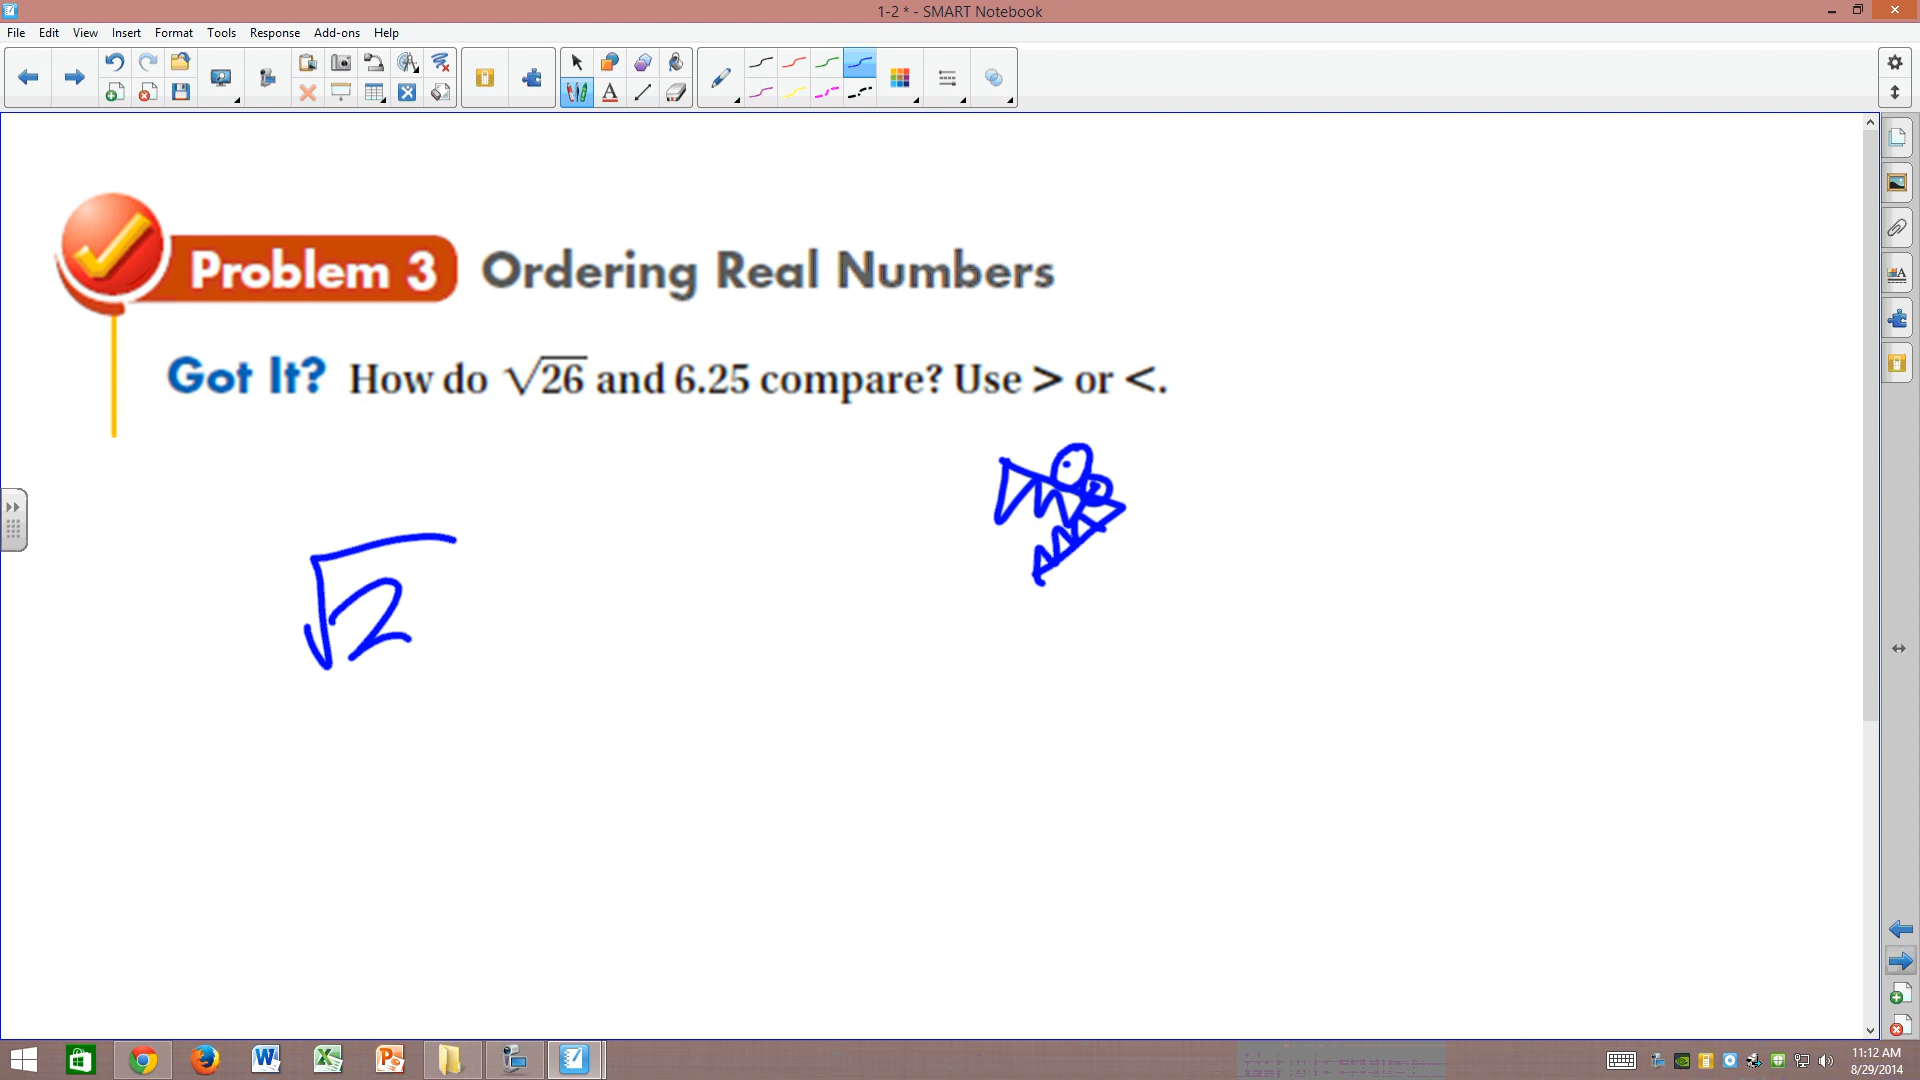 1-2 * - SMART Notebook
File Edit View Insert Format Tools Response Add-ons Help
Problem 3 Ordering Real Numbers
Got It? How do √26 and 6.25 compare? Use > or <.
√2
11:12 AM
8/29/2014